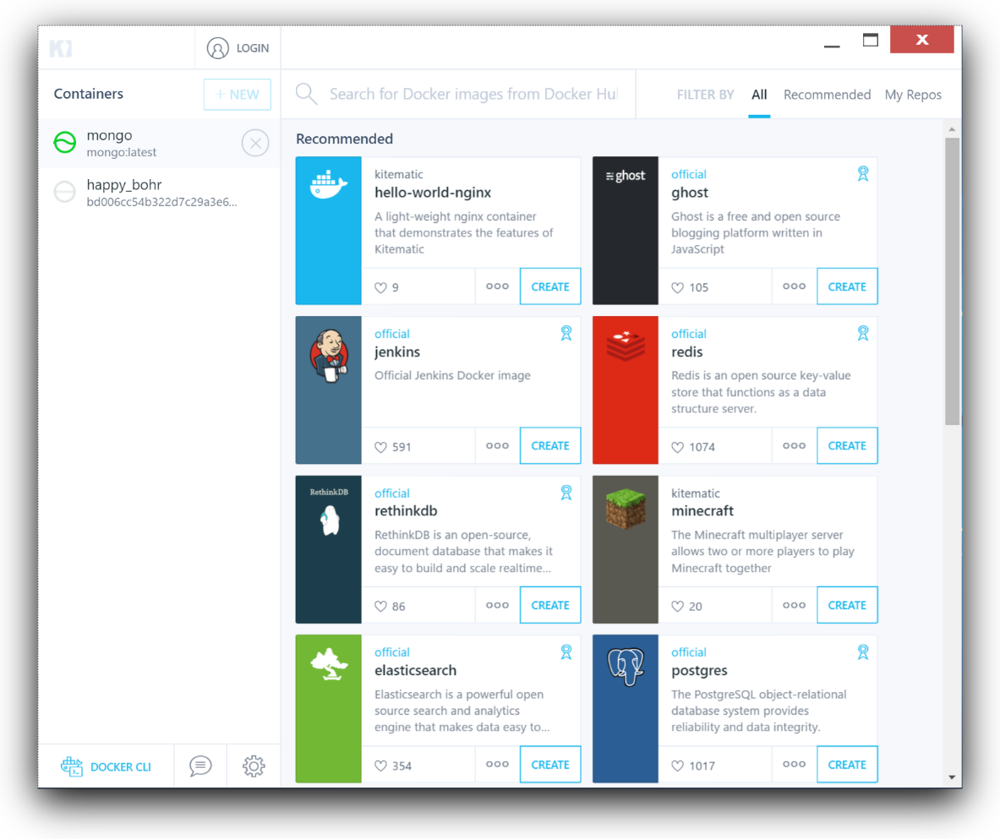 LOGIN
Containers
+ NEW
Search for Docker images from Docker Hu
FILTER BY
All
Recommended
My Repos
mongo
mongo:latest
happy_bohr
bd006cc54b322d7c29a3e6...
Recommended
kitematic
hello-world-nginx
A light-weight nginx container
that demonstrates the features of
Kitematic
9
CREATE
ghost
official
ghost
Ghost is a free and open source
blogging platform written in
JavaScript
105
CREATE
official
jenkins
Official Jenkins Docker image
591
CREATE
official
redis
Redis is an open source key-value
store that functions as a data
structure server.
1074
CREATE
RethinkDB
official
rethinkdb
RethinkDB is an open-source,
document database that makes it
easy to build and scale realtime...
86
CREATE
kitematic
minecraft
The Minecraft multiplayer server
allows two or more players to play
Minecraft together
20
CREATE
official
elasticsearch
Elasticsearch is a powerful open
source search and analytics
engine that makes data easy to...
354
CREATE
official
postgres
The PostgreSQL object-relational
database system provides
reliability and data integrity.
1017
CREATE
DOCKER CLI